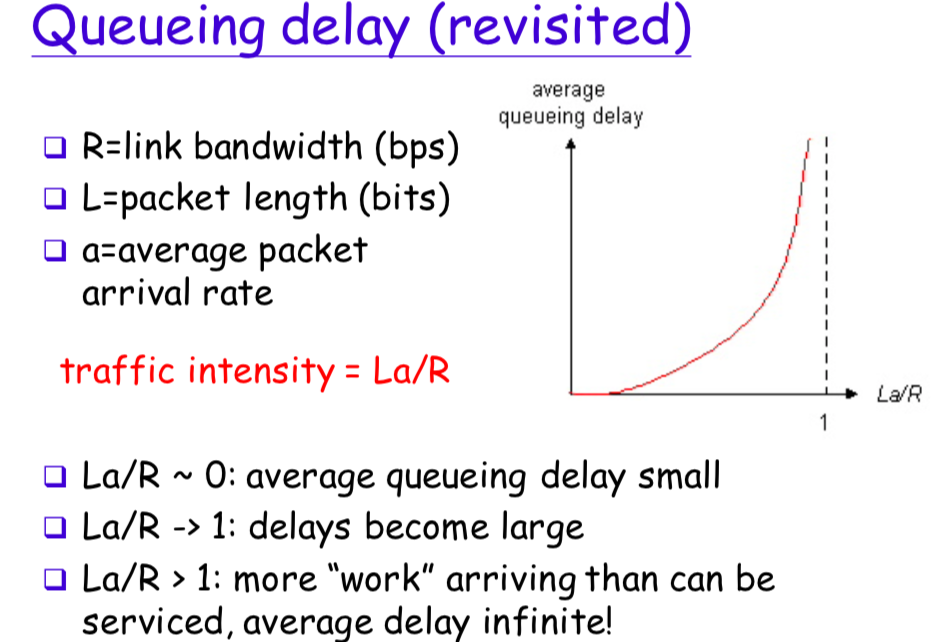 Queueing delay (revisited)
average
queueing delay
R=link bandwidth (bps)
L=packet length (bits)
a=average packet
arrival rate
traffic intensity = La/R
La/R
1
La/R ~ 0: average queueing delay small
La/R -> 1: delays become large
La/R > 1: more “work” arriving than can be
serviced, average delay infinite!